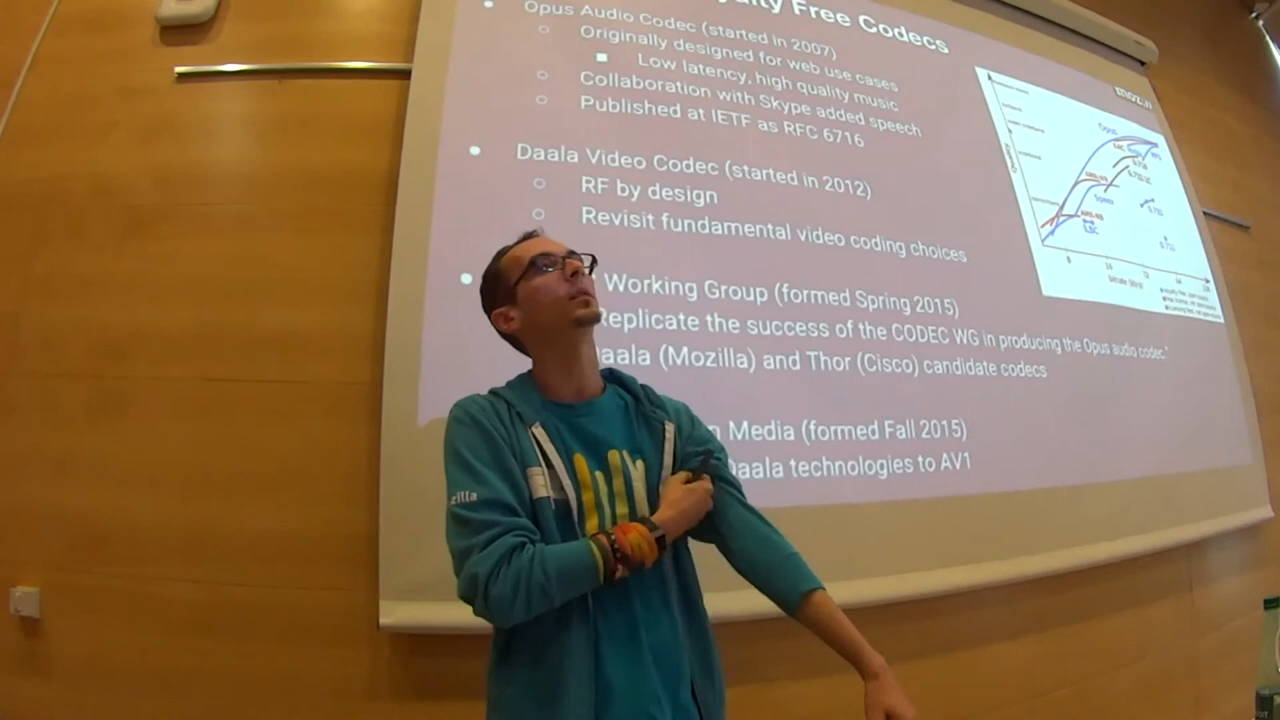 Free Codecs
Opus Audio Codec (started in 2007)
Originally designed for web use cases
Low latency, high quality music
Collaboration with Skype added speech
Published at IETF as RFC 6716
Daala Video Codec (started in 2012)
RF by design
Revisit fundamental video coding choices
Working Group (formed Spring 2015)
Replicate the success of the CODEC WG in producing the Opus audio codec."
Daala (Mozilla) and Thor (Cisco) candidate codecs
Media (formed Fall 2015)
Daala technologies to AV1
moz://a
Opus
Speex
zilla